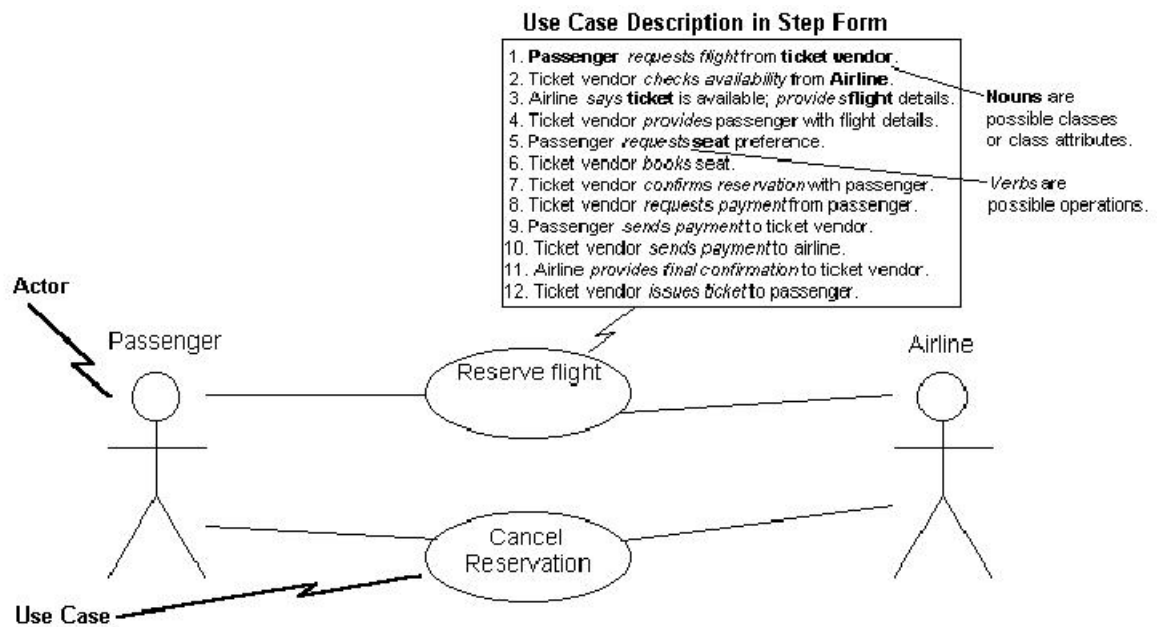 Use Case Description in Step Form
1. Passenger requests flight from ticket vendor.
2. Ticket vendor checks availability from Airline.
3. Airline says ticket is available; provides flight details.
4. Ticket vendor provides passenger with flight details.
5. Passenger requests seat preference.
6. Ticket vendor books seat.
7. Ticket vendor confirms reservation with passenger.
8. Ticket vendor requests payment from passenger.
9. Passenger sends payment to ticket vendor.
10. Ticket vendor sends payment to airline.
11. Airline provides final confirmation to ticket vendor.
12. Ticket vendor issues ticket to passenger.
Nouns are
possible classes
or class attributes.
Verbs are
possible operations.
Actor
Passenger
Reserve flight
Airline
Cancel
Reservation
Use Case